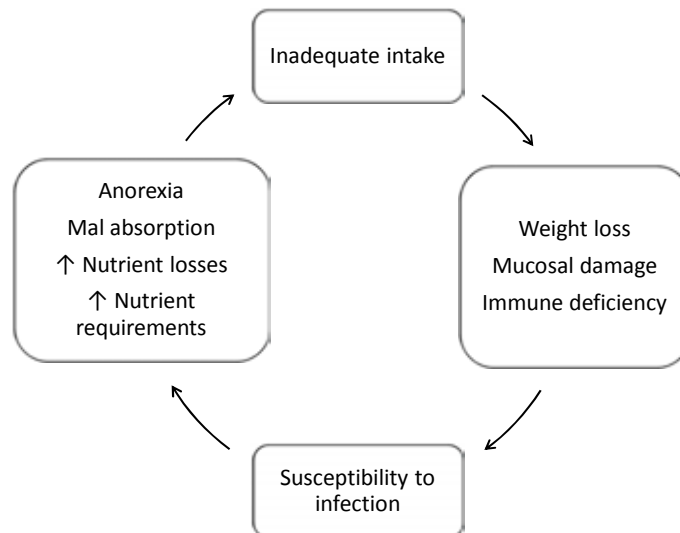 Inadequate intake
Anorexia
Mal absorption
↑ Nutrient losses
↑ Nutrient
requirements
Weight loss
Mucosal damage
Immune deficiency
Susceptibility to
infection